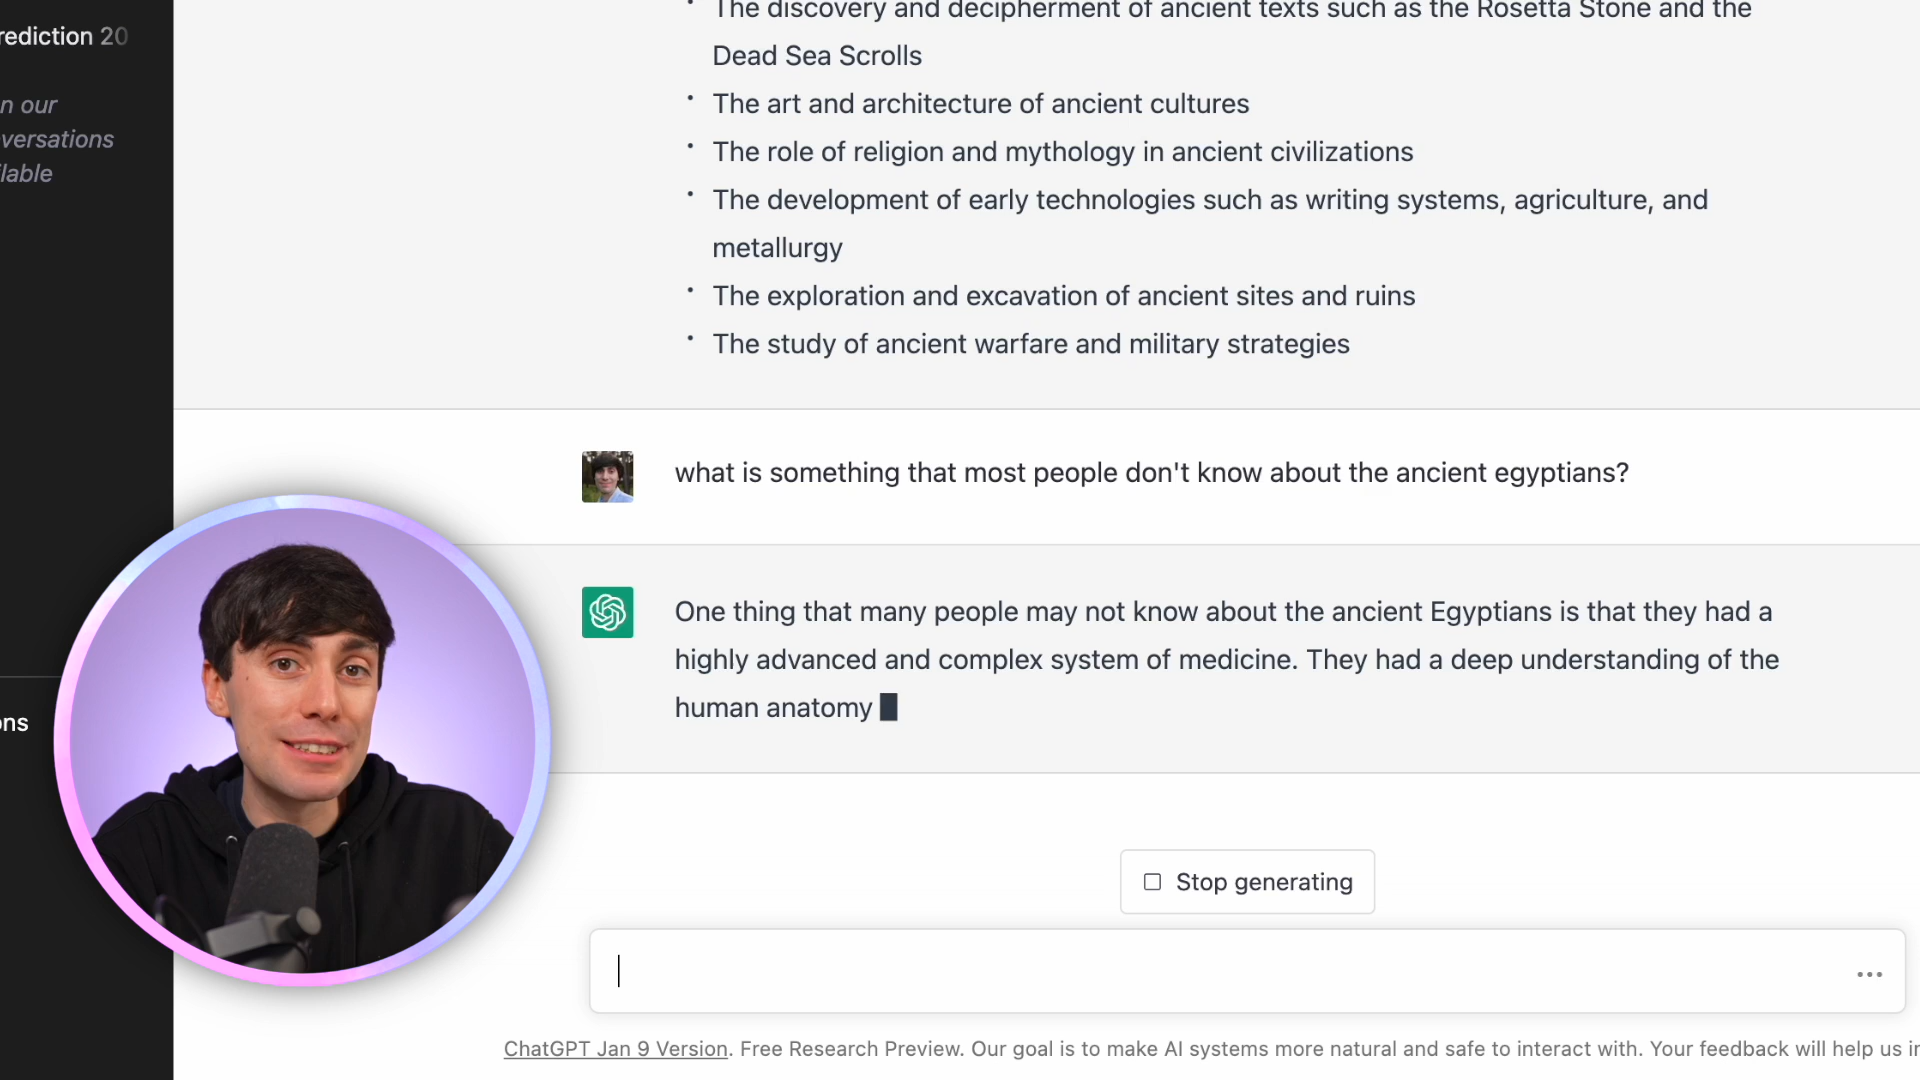 rediction 20
n our
versations
lable
ons
The discovery and decipherment of ancient texts such as the Rosetta Stone and the
Dead Sea Scrolls
• The art and architecture of ancient cultures
• The role of religion and mythology in ancient civilizations
• The development of early technologies such as writing systems, agriculture, and
metallurgy
• The exploration and excavation of ancient sites and ruins
• The study of ancient warfare and military strategies
what is something that most people don't know about the ancient egyptians?
One thing that many people may not know about the ancient Egyptians is that they had a
highly advanced and complex system of medicine. They had a deep understanding of the
human anatomy
Stop generating
ChatGPT Jan 9 Version. Free Research Preview. Our goal is to make AI systems more natural and safe to interact with. Your feedback will help us i